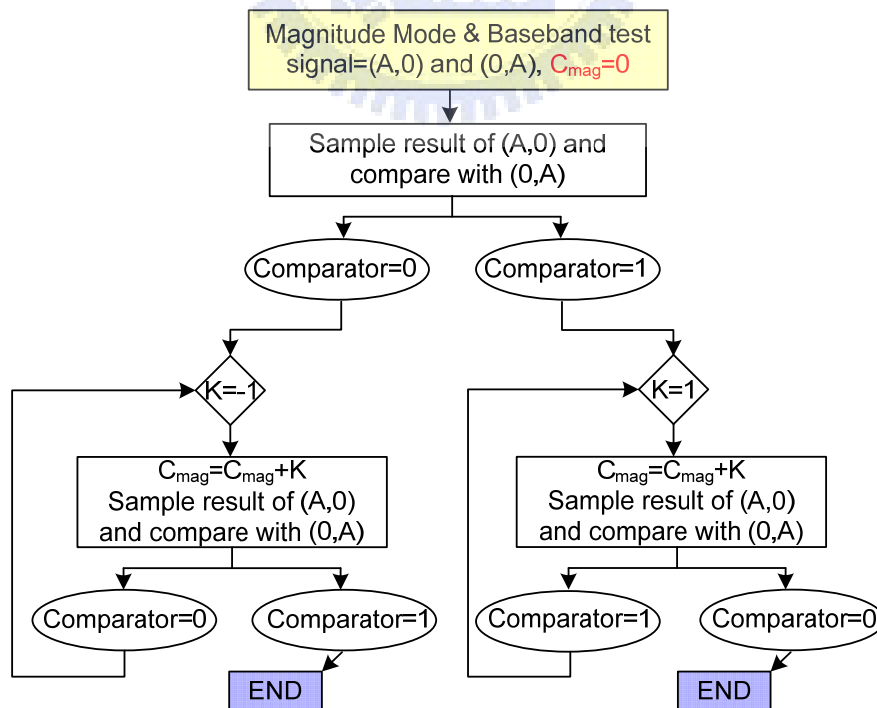 Magnitude Mode & Baseband test
signal=(A,0) and (0,A), Cmag=0
Sample result of (A,0) and
compare with (0,A)
Comparator=0
Comparator=1
K=-1
K=1
Cmag=Cmag+K
Sample result of (A,0)
and compare with (0,A)
Cmag=Cmag+K
Sample result of (A,0)
and compare with (0,A)
Comparator=0
Comparator=1
Comparator=1
Comparator=0
END
END